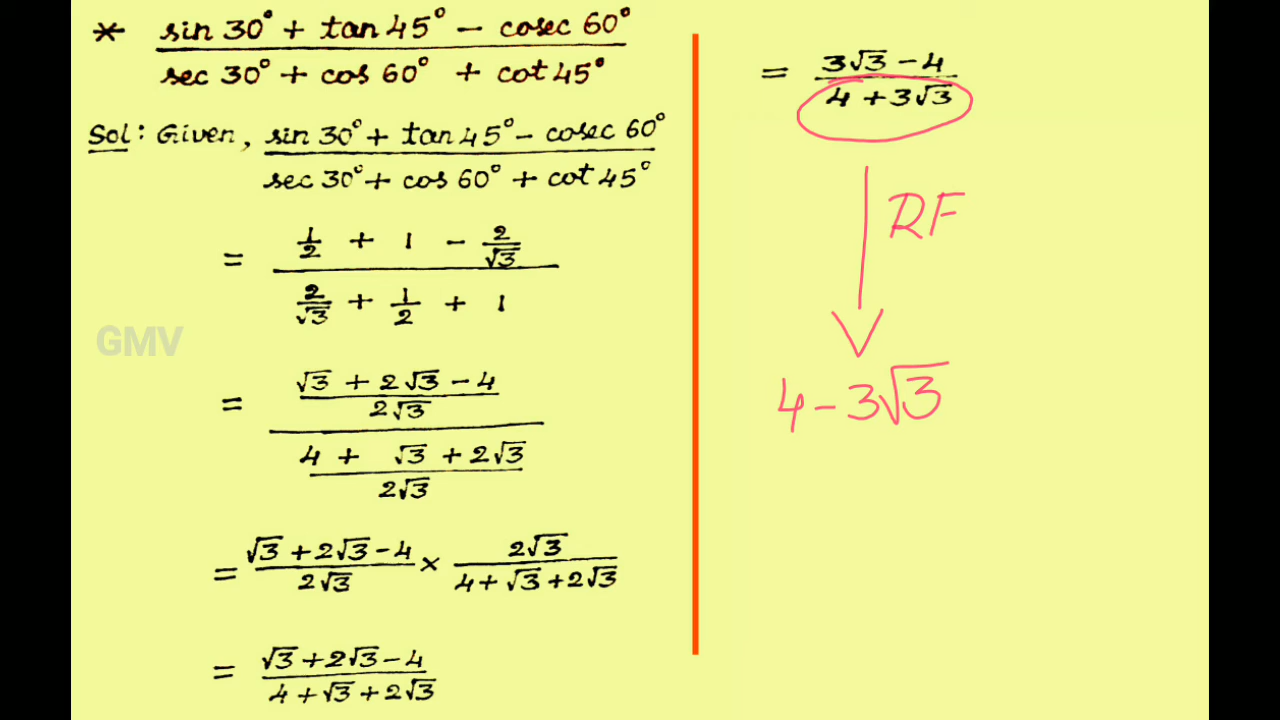 * (sin 30° + tan 45° − cosec 60°) / (sec 30° + cos 60° + cot 45°)
Sol: Given, (sin 30° + tan 45° − cosec 60°) / (sec 30° + cos 60° + cot 45°)
= (1/2 + 1 − 2/√3) / (2/√3 + 1/2 + 1)
GMV
= ((√3 + 2√3 − 4) / 2√3) / ((4 + √3 + 2√3) / 2√3)
= (√3 + 2√3 − 4) / 2√3 × 2√3 / (4 + √3 + 2√3)
= (√3 + 2√3 − 4) / (4 + √3 + 2√3)
= (3√3 − 4) / (4 + 3√3)
RF
4 − 3√3